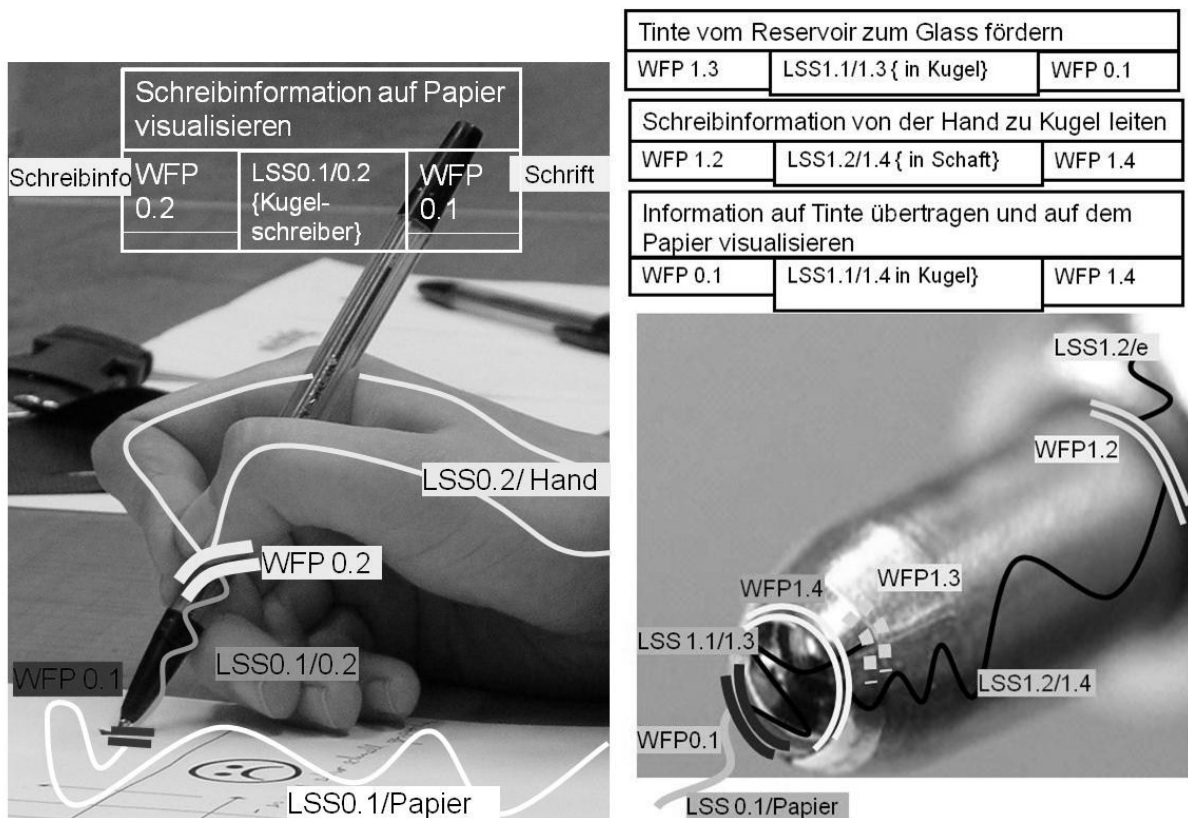 Schreibinformation auf Papier
visualisieren
Schreibinfo
WFP
0.2
LSS0.1/0.2
{Kugel-
schreiber}
WFP
0.1
Schrift
LSS0.2/ Hand
WFP 0.2
LSS0.1/0.2
WFP 0.1
LSS0.1/Papier
Tinte vom Reservoir zum Glass fördern
WFP 1.3
LSS1.1/1.3 { in Kugel}
WFP 0.1
Schreibinformation von der Hand zu Kugel leiten
WFP 1.2
LSS1.2/1.4 { in Schaft}
WFP 1.4
Information auf Tinte übertragen und auf dem
Papier visualisieren
WFP 0.1
LSS1.1/1.4 in Kugel}
WFP 1.4
LSS1.2/e
WFP1.2
WFP1.3
WFP1.4
LSS 1.1/1.3
LSS1.2/1.4
WFP0.1
LSS 0.1/Papier